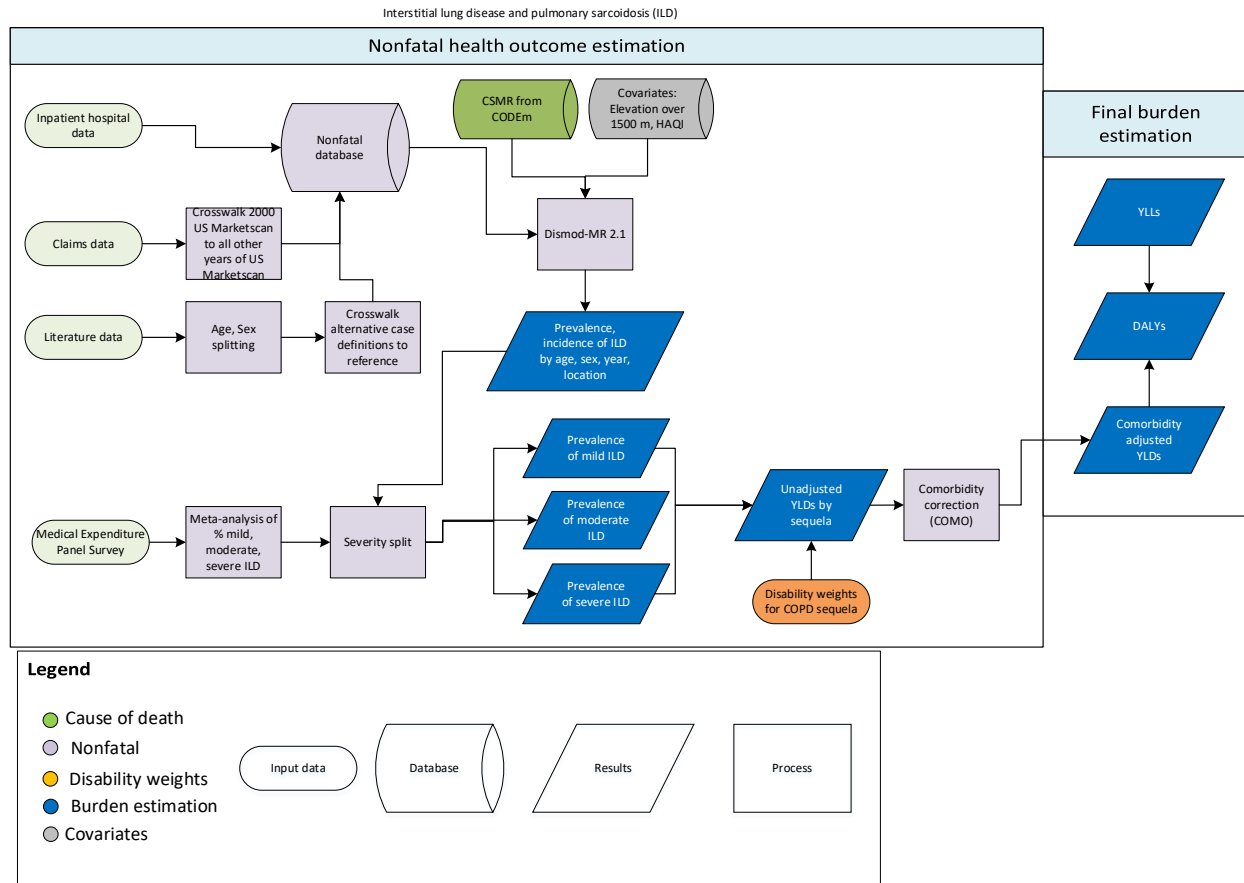 Interstitial lung disease and pulmonary sarcoidosis (ILD)
Nonfatal health outcome estimation
Inpatient hospital
data
Nonfatal
database
CSMR from
CODEm
Covariates:
Elevation over
1500 m, HAQI
Final burden
estimation
Claims data
Crosswalk 2000
US Marketscan
to all other
years of US
Marketscan
Dismod-MR 2.1
YLLs
Literature data
Age, Sex
splitting
Crosswalk
alternative case
definitions to
reference
Prevalence,
incidence of ILD
by age, sex, year,
location
DALYs
Prevalence
of mild ILD
Comorbidity
adjusted
YLDs
Medical Expenditure
Panel Survey
Meta-analysis of
% mild,
moderate,
severe ILD
Severity split
Prevalence
of moderate
ILD
Unadjusted
YLDs by
sequela
Comorbidity
correction
(COMO)
Prevalence
of severe ILD
Disability weights
for COPD sequela
Legend
Cause of death
Nonfatal
Disability weights
Burden estimation
Covariates
Input data
Database
Results
Process